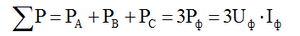 ∑P = P_A + P_B + P_C = 3P_ф = 3U_ф · I_ф